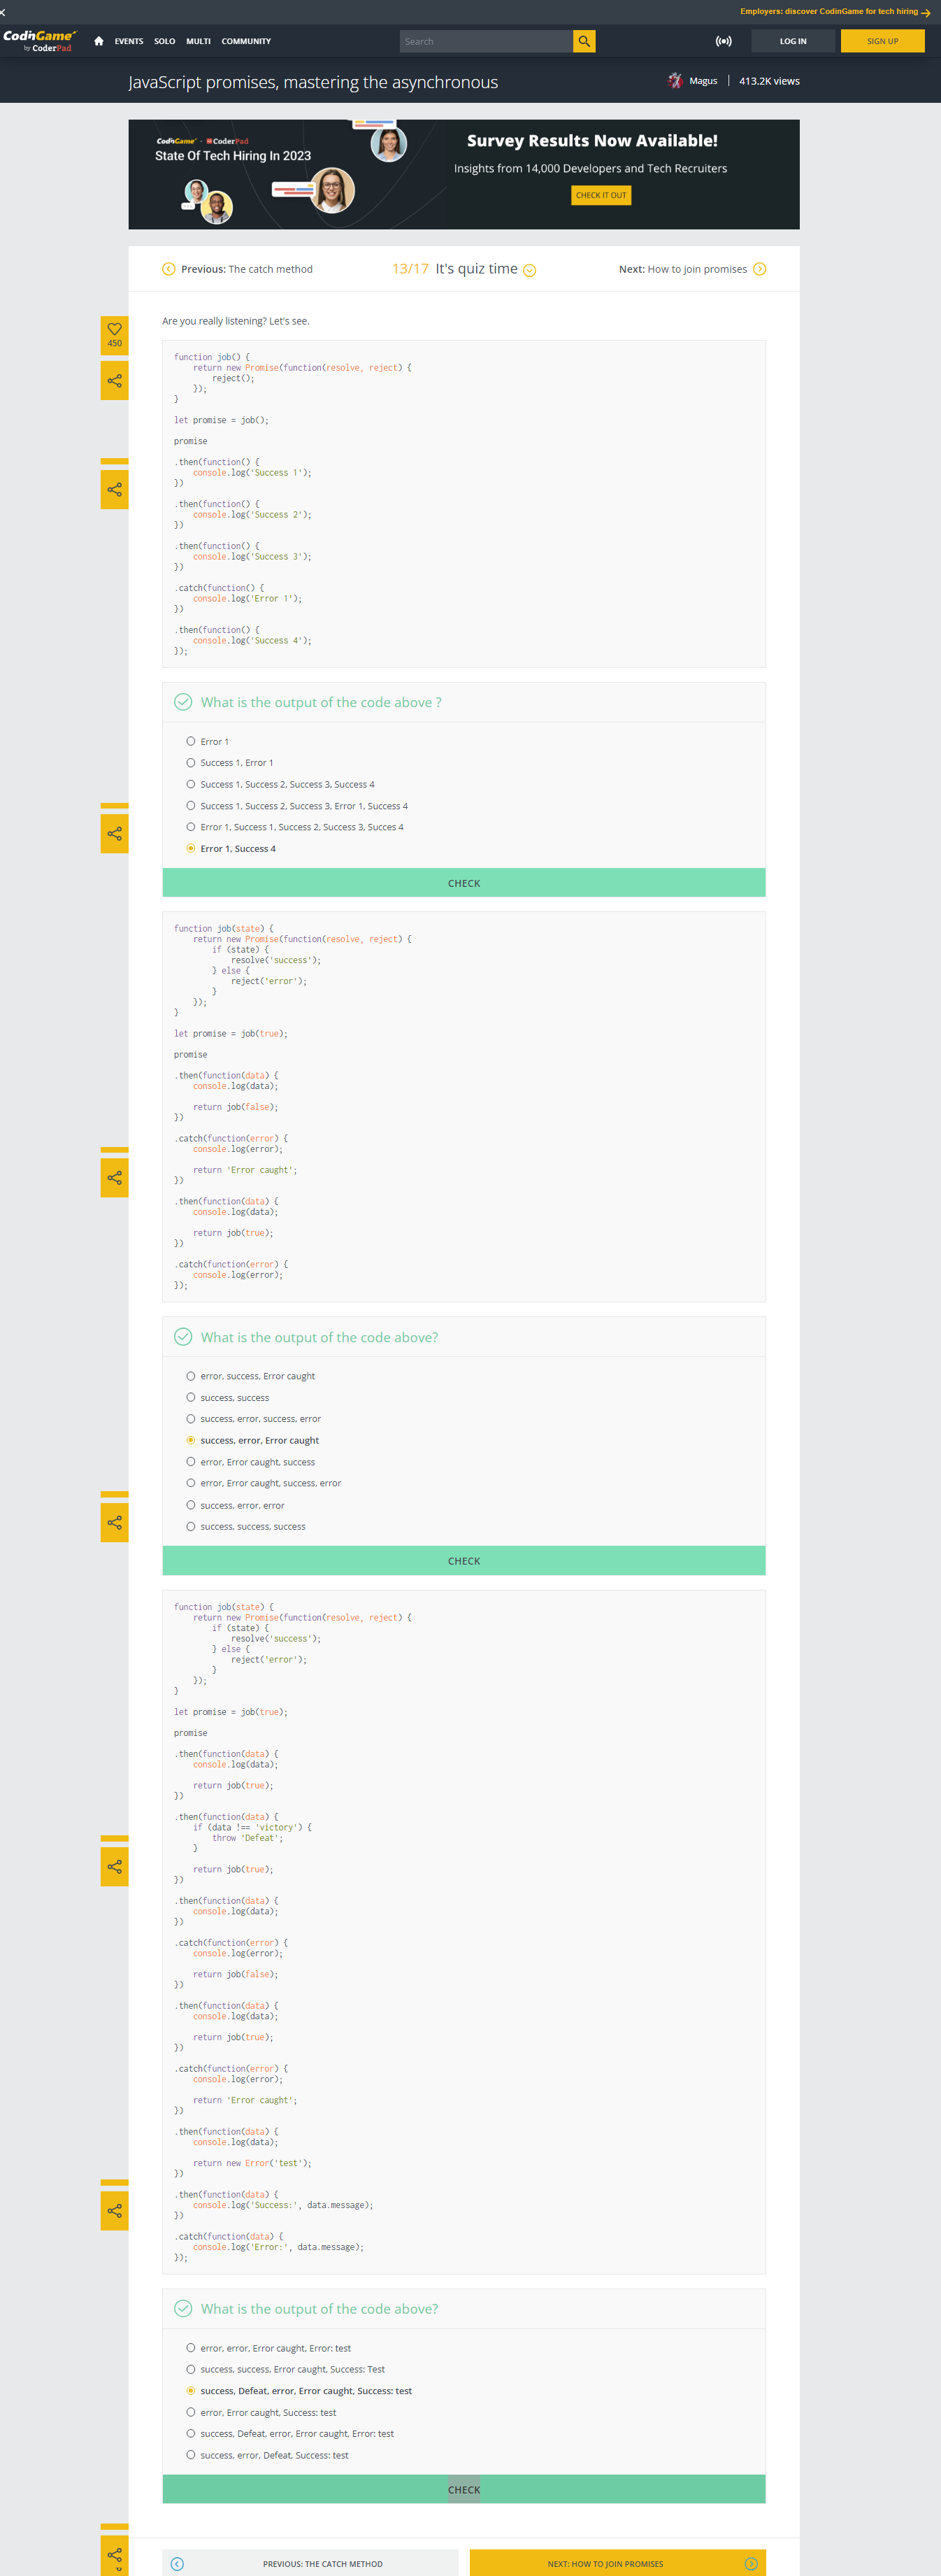 Employers: discover CodinGame for tech hiring
CodinGame
by CoderPad
EVENTS SOLO MULTI COMMUNITY
Search
LOG IN
SIGN UP
JavaScript promises, mastering the asynchronous
Magus
413.2K views
CodinGame · CoderPad
State Of Tech Hiring In 2023
Survey Results Now Available!
Insights from 14,000 Developers and Tech Recruiters
CHECK IT OUT
Previous: The catch method
13/17 It's quiz time
Next: How to join promises
450
Are you really listening? Let's see.
function job() {
    return new Promise(function(resolve, reject) {
        reject();
    });
}
let promise = job();
promise
.then(function() {
    console.log('Success 1');
})
.then(function() {
    console.log('Success 2');
})
.then(function() {
    console.log('Success 3');
})
.catch(function() {
    console.log('Error 1');
})
.then(function() {
    console.log('Success 4');
});
What is the output of the code above ?
Error 1
Success 1, Error 1
Success 1, Success 2, Success 3, Success 4
Success 1, Success 2, Success 3, Error 1, Success 4
Error 1, Success 1, Success 2, Success 3, Succes 4
Error 1, Success 4
CHECK
function job(state) {
    return new Promise(function(resolve, reject) {
        if (state) {
            resolve('success');
        } else {
            reject('error');
        }
    });
}
let promise = job(true);
promise
.then(function(data) {
    console.log(data);
    return job(false);
})
.catch(function(error) {
    console.log(error);
    return 'Error caught';
})
.then(function(data) {
    console.log(data);
    return job(true);
})
.catch(function(error) {
    console.log(error);
});
What is the output of the code above?
error, success, Error caught
success, success
success, error, success, error
success, error, Error caught
error, Error caught, success
error, Error caught, success, error
success, error, error
success, success, success
CHECK
function job(state) {
    return new Promise(function(resolve, reject) {
        if (state) {
            resolve('success');
        } else {
            reject('error');
        }
    });
}
let promise = job(true);
promise
.then(function(data) {
    console.log(data);
    return job(true);
})
.then(function(data) {
    if (data !== 'victory') {
        throw 'Defeat';
    }
    return job(true);
})
.then(function(data) {
    console.log(data);
})
.catch(function(error) {
    console.log(error);
    return job(false);
})
.then(function(data) {
    console.log(data);
    return job(true);
})
.catch(function(error) {
    console.log(error);
    return 'Error caught';
})
.then(function(data) {
    console.log(data);
    return new Error('test');
})
.then(function(data) {
    console.log('Success:', data.message);
})
.catch(function(data) {
    console.log('Error:', data.message);
});
What is the output of the code above?
error, error, Error caught, Error: test
success, success, Error caught, Success: Test
success, Defeat, error, Error caught, Success: test
error, Error caught, Success: test
success, Defeat, error, Error caught, Error: test
success, error, Defeat, Success: test
CHECK
PREVIOUS: THE CATCH METHOD
NEXT: HOW TO JOIN PROMISES